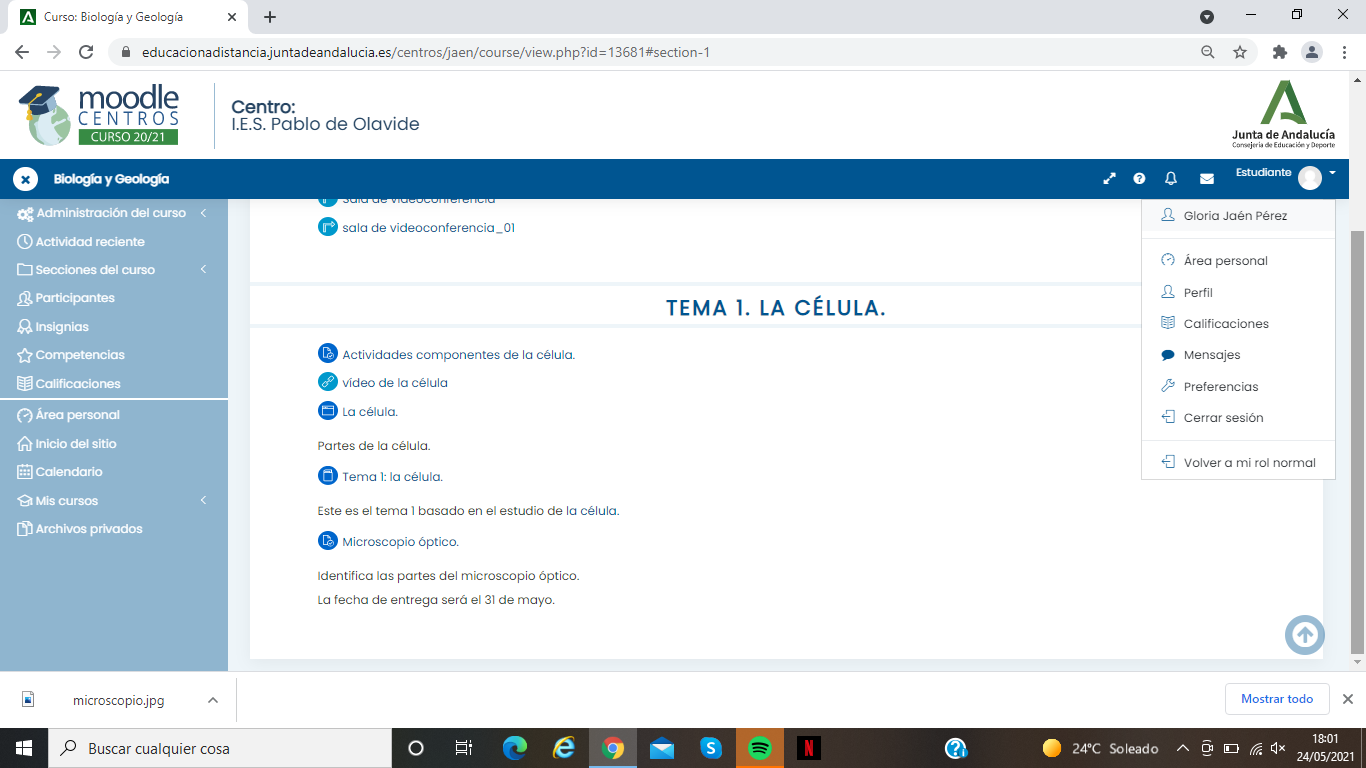 Curso: Biología y Geología
educacionadistancia.juntadeandalucia.es/centros/jaen/course/view.php?id=13681#section-1
moodle
CENTROS
CURSO 20/21
Centro:
I.E.S. Pablo de Olavide
Junta de Andalucía
Consejería de Educación y Deporte
Biología y Geología
Estudiante
Administración del curso
Actividad reciente
Secciones del curso
Participantes
Insignias
Competencias
Calificaciones
Área personal
Inicio del sitio
Calendario
Mis cursos
Archivos privados
Sala de videoconferencia
sala de videoconferencia_01
TEMA 1. LA CÉLULA.
Actividades componentes de la célula.
vídeo de la célula
La célula.
Partes de la célula.
Tema 1: la célula.
Este es el tema 1 basado en el estudio de la célula.
Microscopio óptico.
Identifica las partes del microscopio óptico.
La fecha de entrega será el 31 de mayo.
Gloria Jaén Pérez
Área personal
Perfil
Calificaciones
Mensajes
Preferencias
Cerrar sesión
Volver a mi rol normal
microscopio.jpg
Mostrar todo
Buscar cualquier cosa
24°C Soleado
18:01
24/05/2021